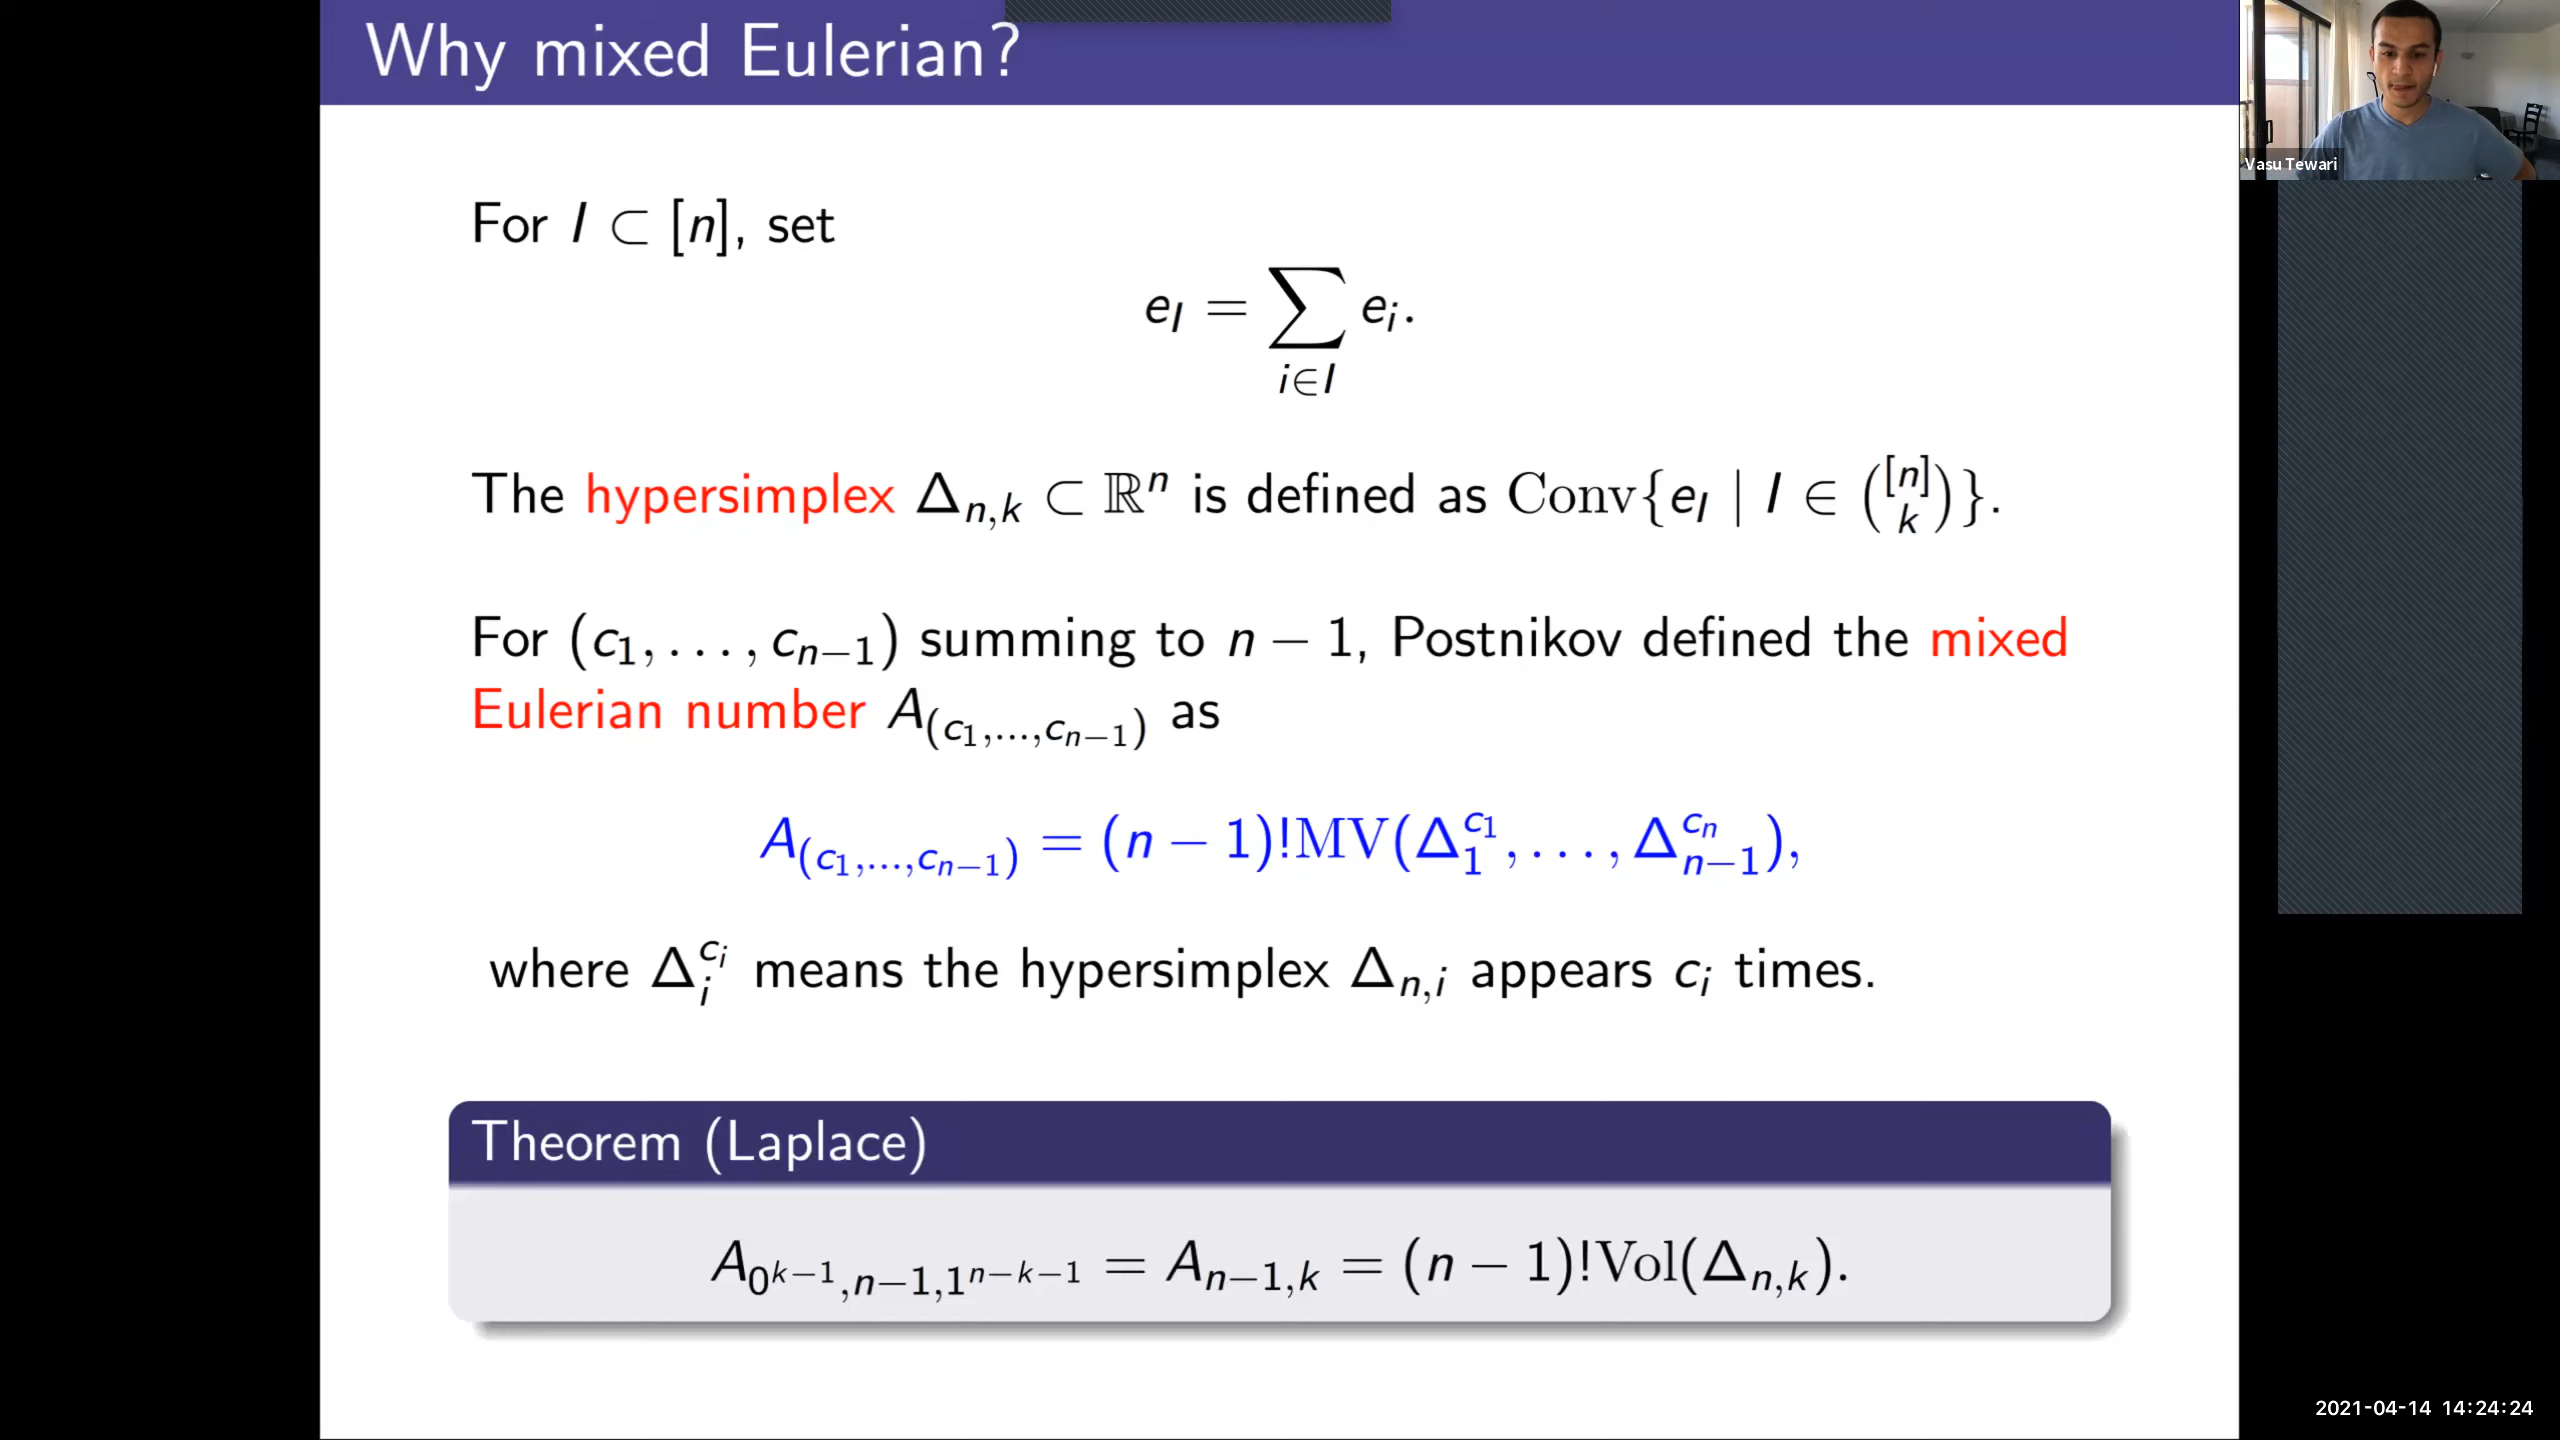 Why mixed Eulerian?
Vasu Tewari
For I ⊂ [n], set
e_I = ∑_{i∈I} e_i.
The hypersimplex Δ_{n,k} ⊂ ℝ^n is defined as Conv{e_I | I ∈ \binom{[n]}{k}}.
For (c_1, . . . , c_{n−1}) summing to n − 1, Postnikov defined the mixed
Eulerian number A_{(c_1,...,c_{n−1})} as
A_{(c_1,...,c_{n−1})} = (n − 1)!MV(Δ_1^{c_1}, . . . , Δ_{n−1}^{c_n}),
where Δ_i^{c_i} means the hypersimplex Δ_{n,i} appears c_i times.
Theorem (Laplace)
A_{0^{k−1},n−1,1^{n−k−1}} = A_{n−1,k} = (n − 1)!Vol(Δ_{n,k}).
2021-04-14 14:24:24